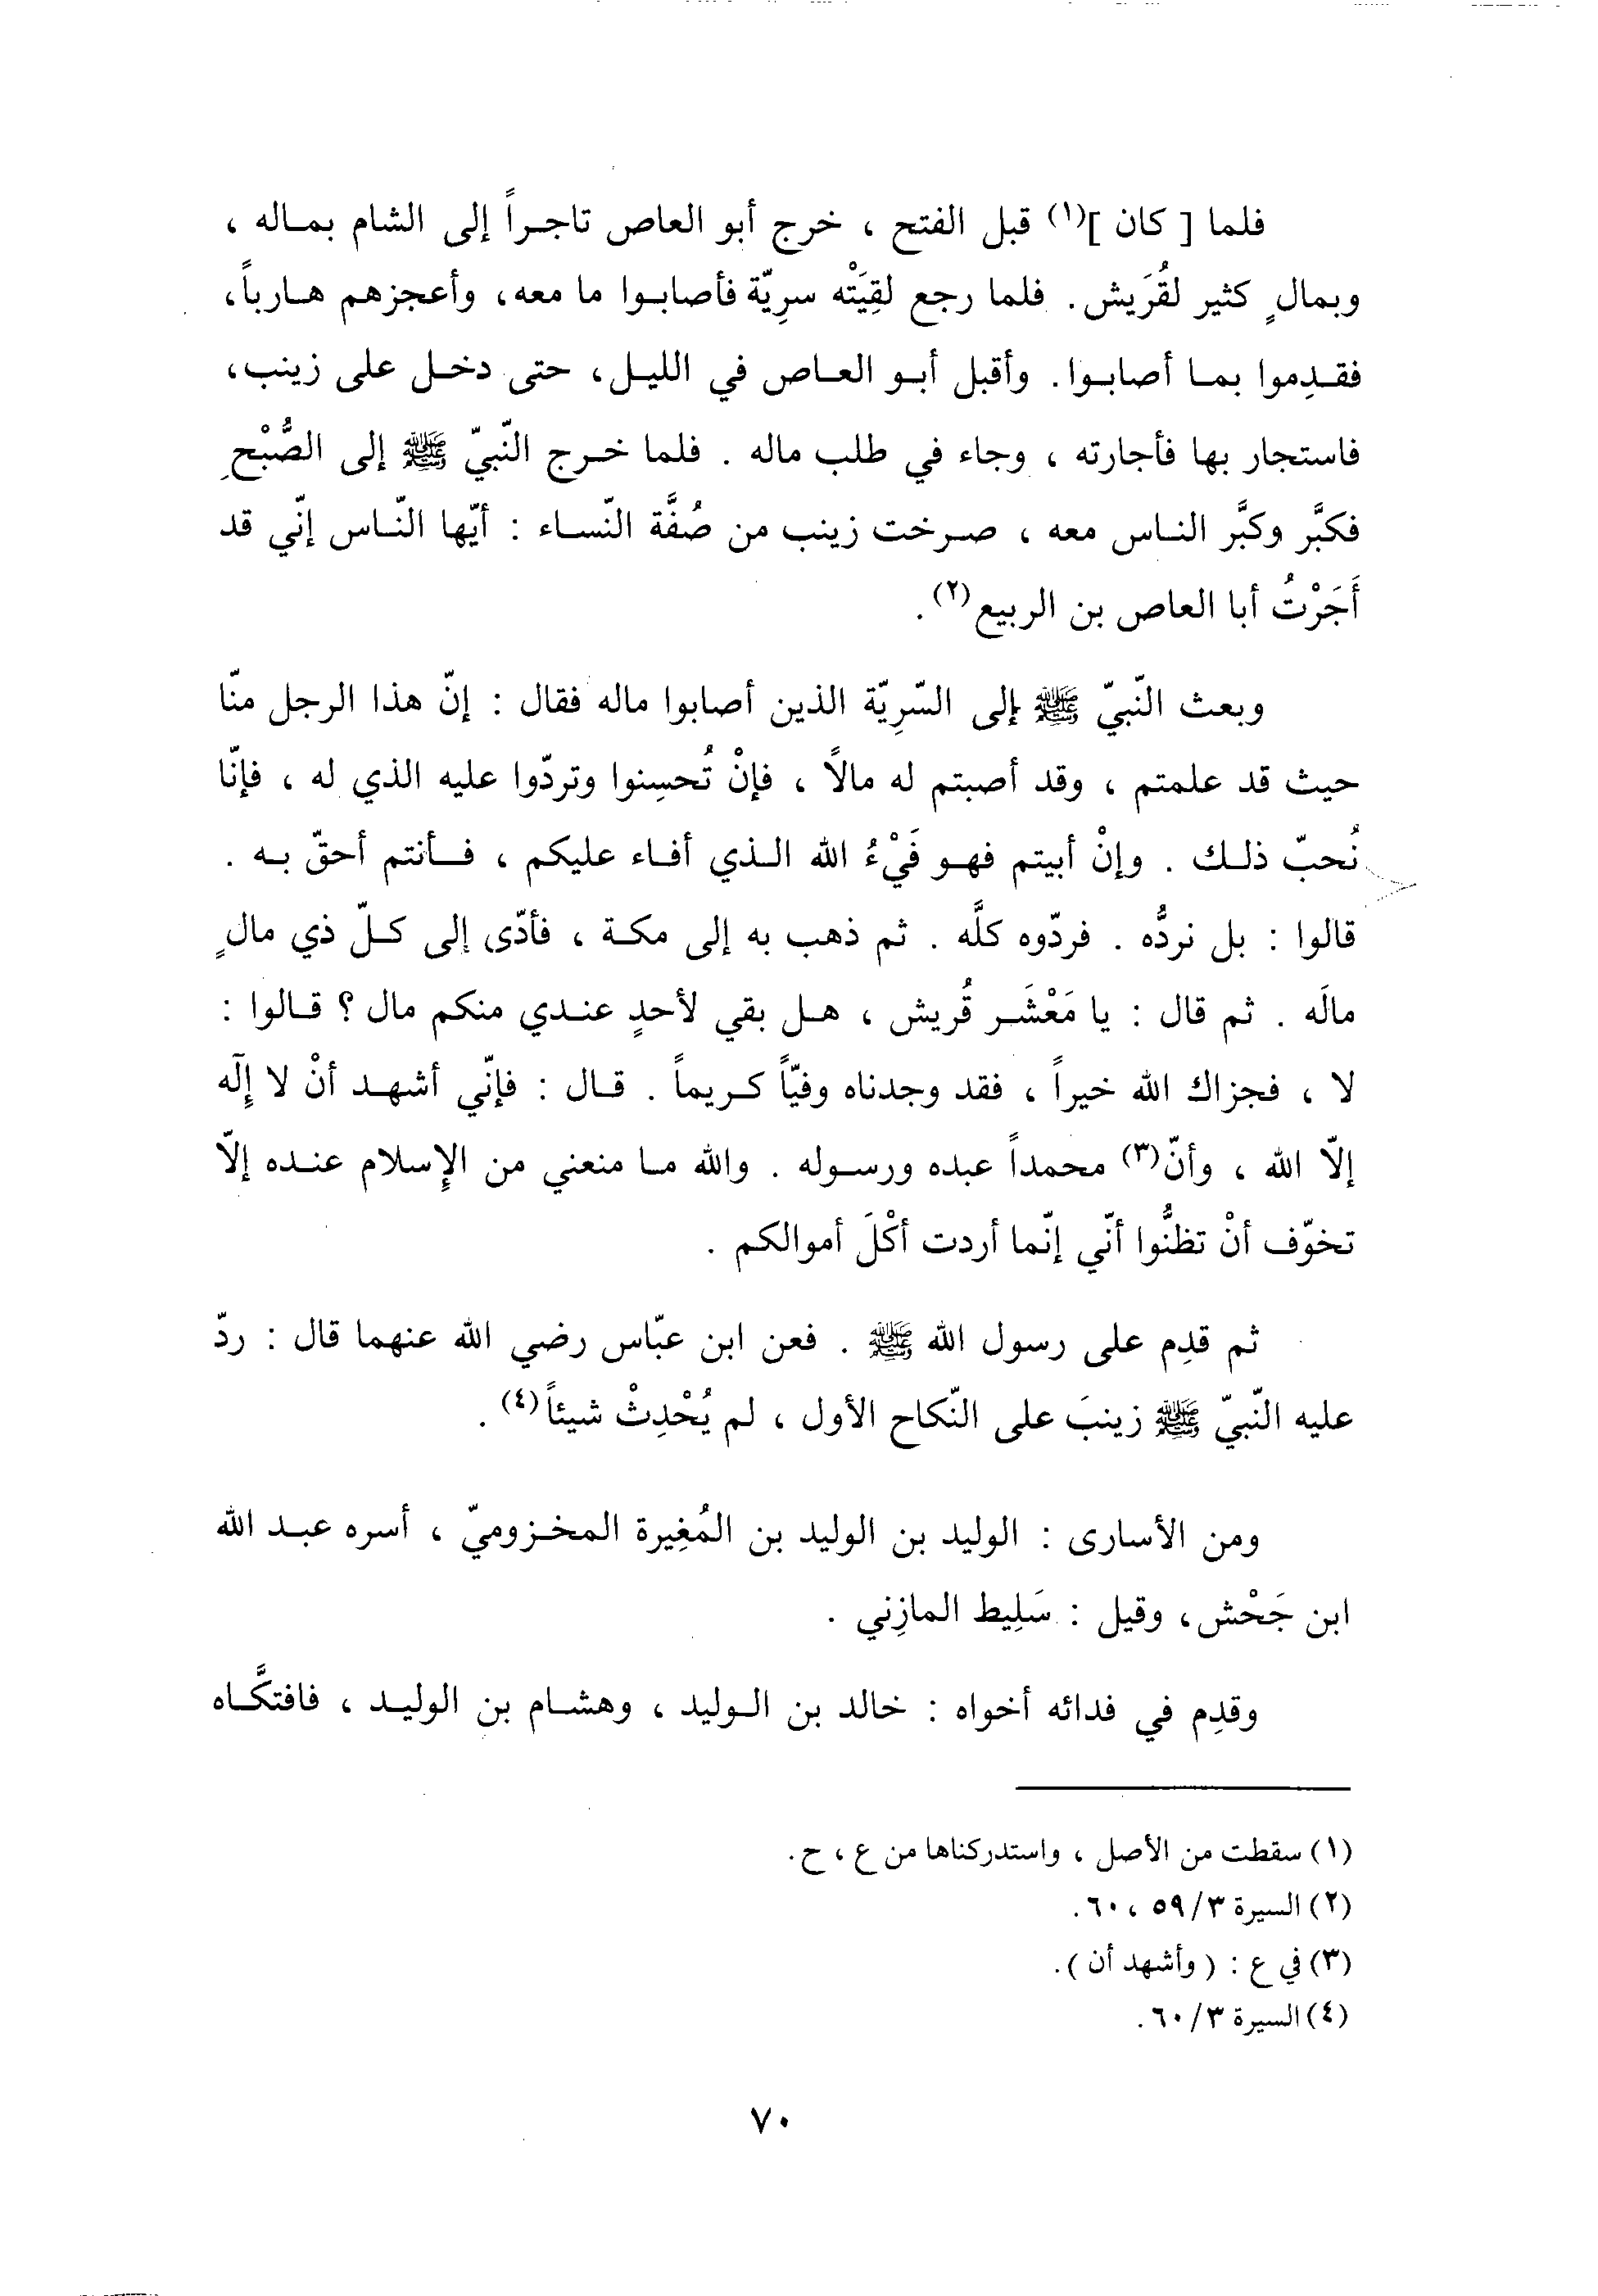 فلما [ كان ](١) قبل الفتح ، خرج أبو العاص تاجراً إلى الشام بماله ،
وبمالٍ كثير لقُرَيش. فلما رجع لقِيَتْه سرِيّة فأصابوا ما معه، وأعجزهم هارباً،
فقدِموا بما أصابوا. وأقبل أبو العاص في الليل، حتى دخل على زينب،
فاستجار بها فأجارته ، وجاء في طلب ماله . فلما خرج النّبيّ ﷺ إلى الصُّبْحِ
فكبَّر وكبَّر الناس معه ، صرخت زينب من صُفَّة النّساء : أيّها النّاس إنّي قد
أَجَرْتُ أبا العاص بن الربيع(٢).
وبعث النّبيّ ﷺ إلى السّرِيّة الذين أصابوا ماله فقال : إنّ هذا الرجل منّا
حيث قد علمتم ، وقد أصبتم له مالاً ، فإنْ تُحسِنوا وتردّوا عليه الذي له ، فإنّا
نُحبّ ذلك . وإنْ أبيتم فهو فَيْءُ الله الذي أفاء عليكم ، فأنتم أحقّ به .
قالوا : بل نردُّه . فردّوه كلَّه . ثم ذهب به إلى مكة ، فأدّى إلى كلّ ذي مالٍ
مالَه . ثم قال : يا مَعْشَر قُريش ، هل بقي لأحدٍ عندي منكم مال ؟ قالوا :
لا ، فجزاك الله خيراً ، فقد وجدناه وفيّاً كريماً . قال : فإنّي أشهد أنْ لا إِلَه
إلّا الله ، وأنّ(٣) محمداً عبده ورسوله . والله ما منعني من الإِسلام عنده إلّا
تخوّف أنْ تظنُّوا أنّي إنّما أردت أكْلَ أموالكم .
ثم قدِم على رسول الله ﷺ . فعن ابن عبّاس رضي الله عنهما قال : ردّ
عليه النّبيّ ﷺ زينبَ على النّكاح الأول ، لم يُحْدِثْ شيئاً(٤) .
ومن الأسارى : الوليد بن الوليد بن المُغِيرة المخزوميّ ، أسره عبد الله
ابن جَحْش، وقيل : سَلِيط المازِني .
وقدِم في فدائه أخواه : خالد بن الوليد ، وهشام بن الوليد ، فافتكَّاه
(١) سقطت من الأصل ، واستدركناها من ع ، ح.
(٢) السيرة ٣/‏٥٩ ، ٦٠.
(٣) في ع : ( وأشهد أن ).
(٤) السيرة ٣/‏٦٠.
٧٠